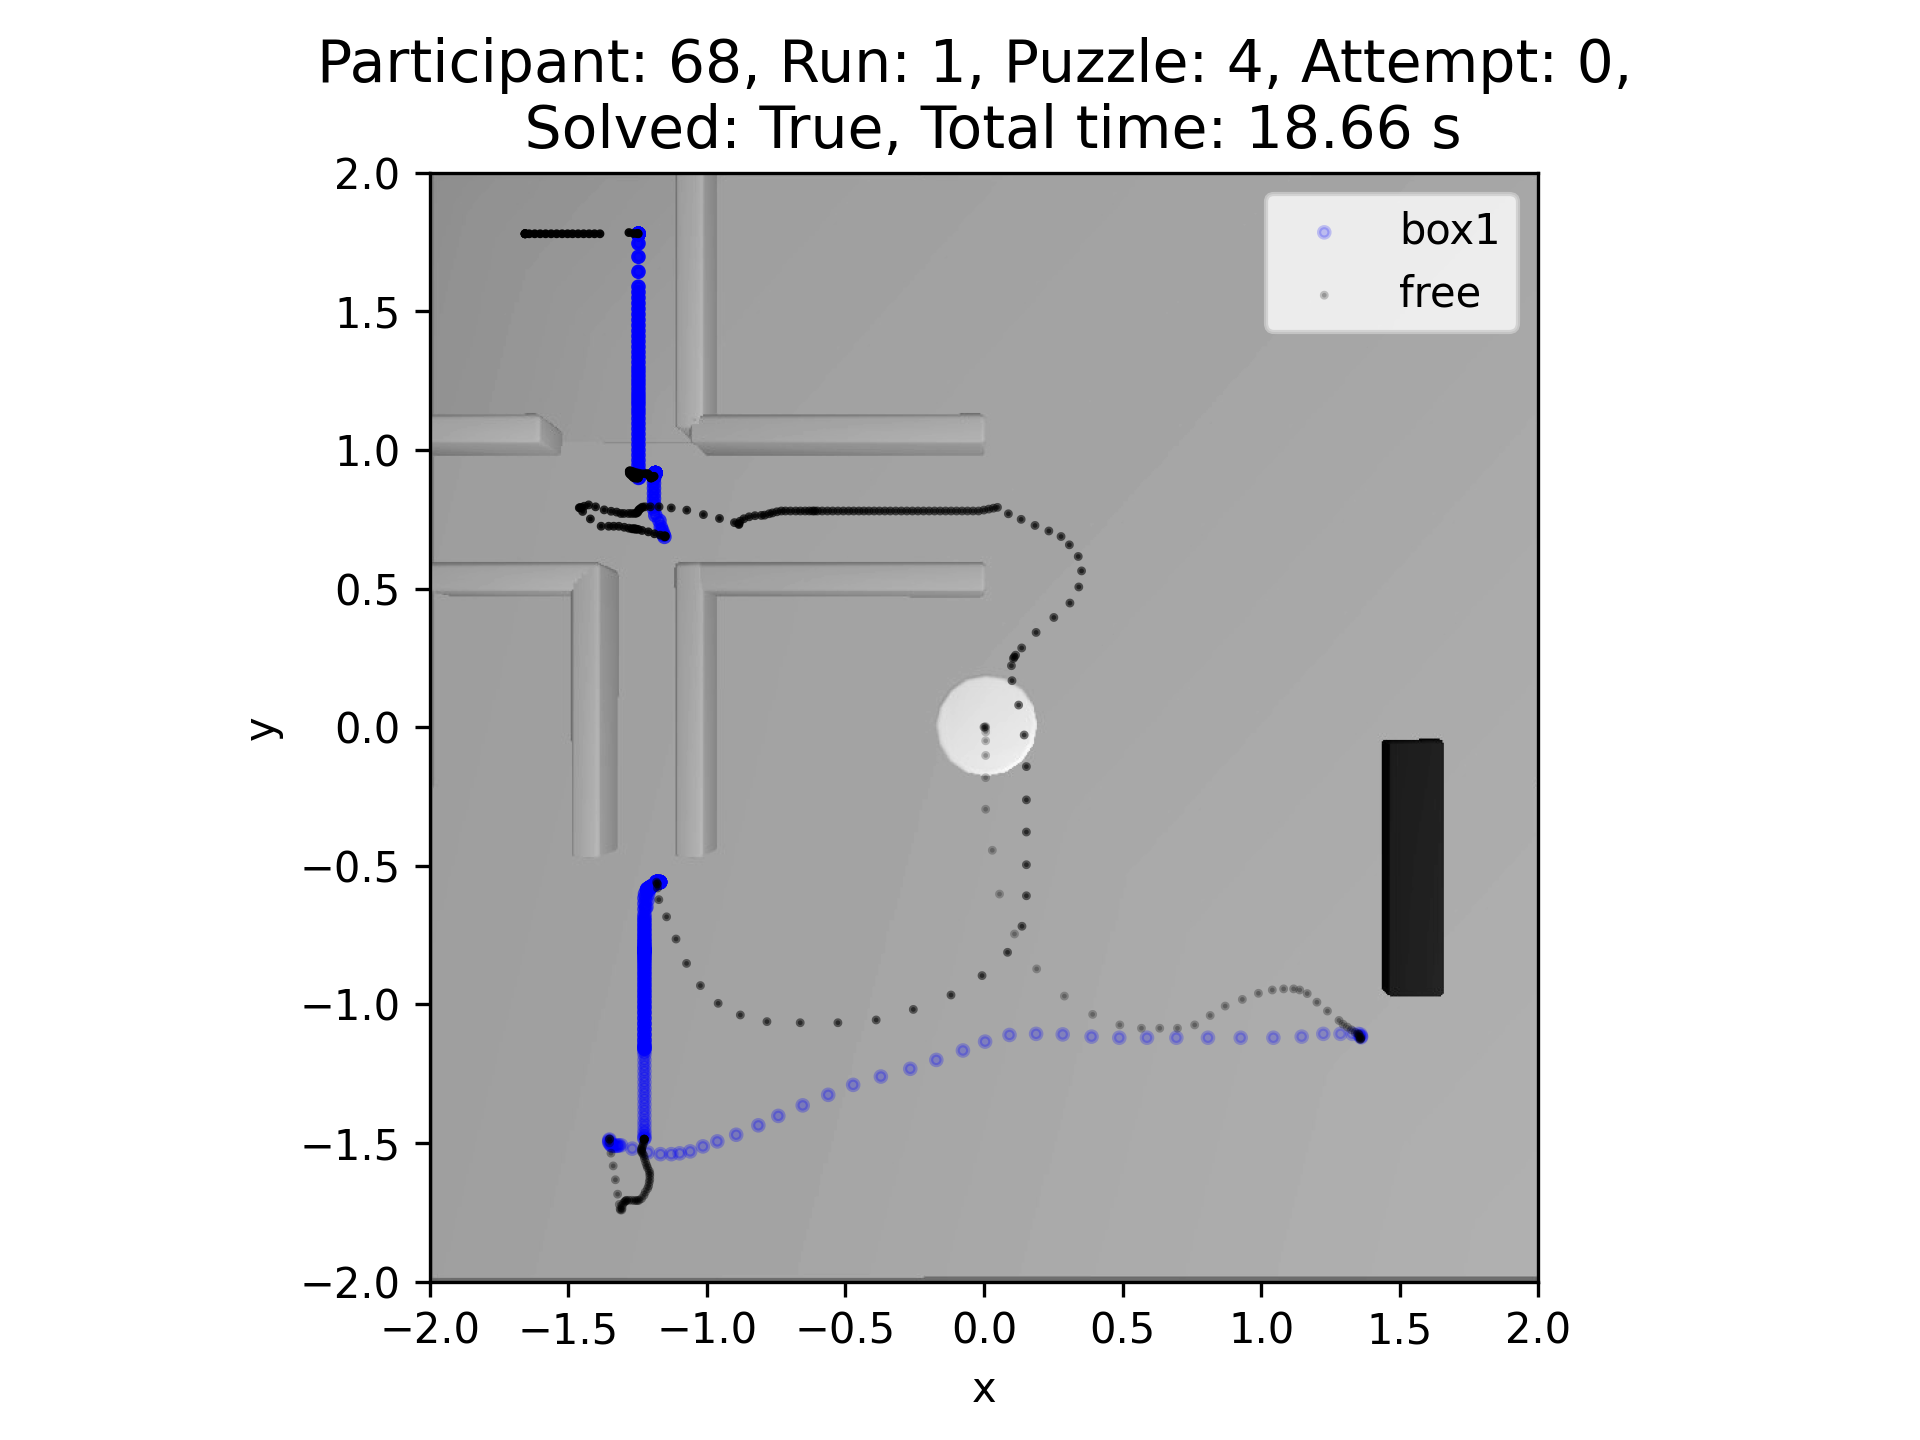 Participant: 68, Run: 1, Puzzle: 4, Attempt: 0,
Solved: True, Total time: 18.66 s
box1
free
2.0
1.5
1.0
0.5
0.0
−0.5
−1.0
−1.5
−2.0
y
−2.0 −1.5 −1.0 −0.5 0.0 0.5 1.0 1.5 2.0
x